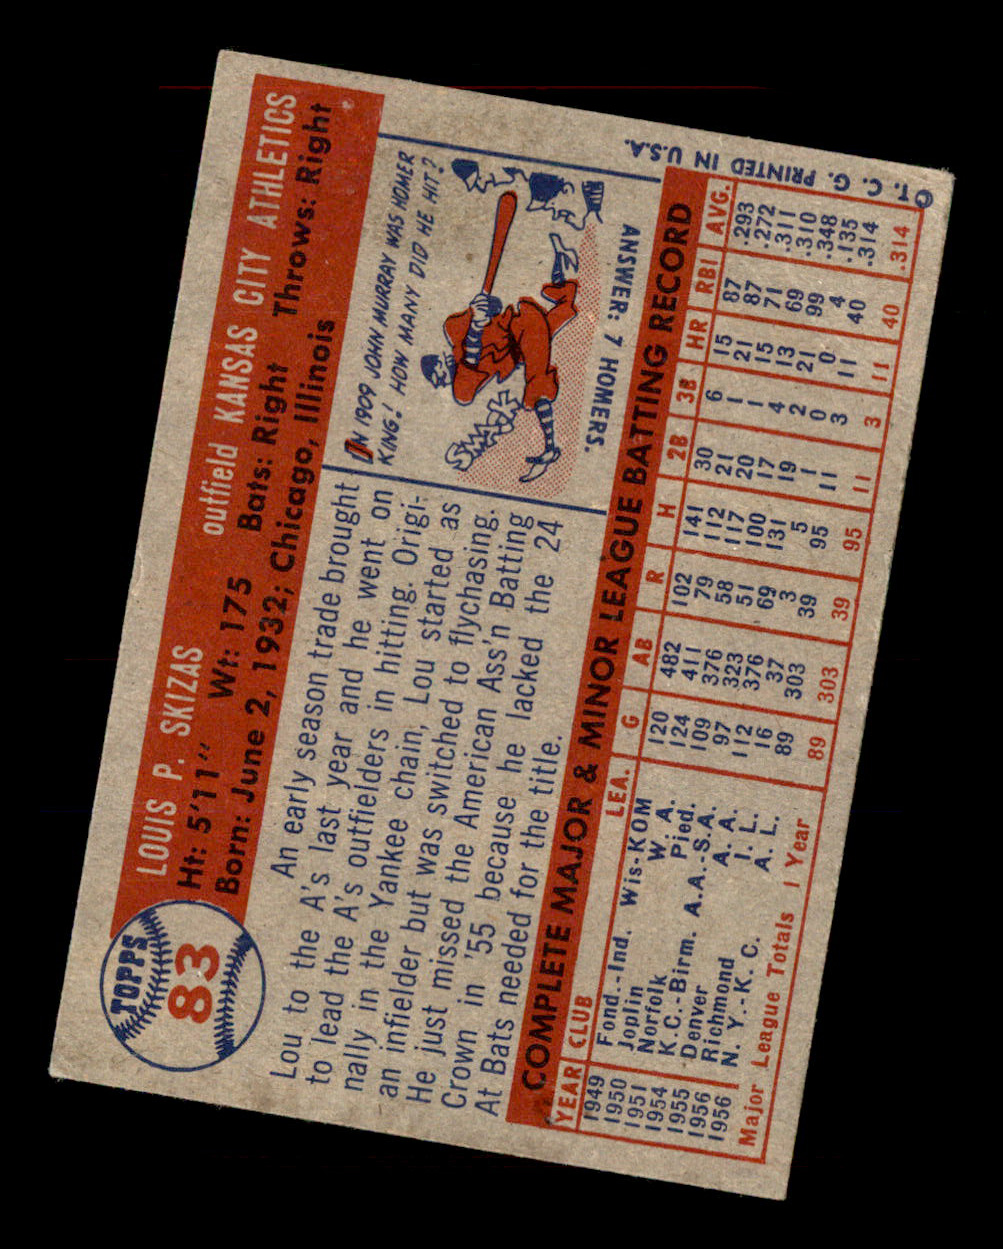 TOPPS
83
LOUIS P. SKIZAS outfield KANSAS CITY ATHLETICS
Ht: 5'11" Wt: 175 Bats: Right Throws: Right
Born: June 2, 1932; Chicago, Illinois
An early season trade brought
Lou to the A's last year and he went on
to lead the A's outfielders in hitting. Origi-
nally in the Yankee chain, Lou started as
an infielder but was switched to flychasing.
He just missed the American Ass'n Batting
Crown in '55 because he lacked the 24
At Bats needed for the title.
IN 1909 JOHN MURRAY WAS HOMER
KING! HOW MANY DID HE HIT?
SMACK
ANSWER: 7 HOMERS.
COMPLETE MAJOR & MINOR LEAGUE BATTING RECORD
YEAR CLUB LEA. G AB R H 2B 3B HR RBI AVG.
1949 Fond.-Ind. Wis-KOM 120 482 102 141 30 6 15 87 .293
1950 Joplin W. A. 124 411 79 112 21 1 21 87 .272
1951 Norfolk Pied. 109 376 58 117 20 1 15 71 .311
1954 K.C.-Birm. A.A.-S.A. 97 323 51 100 17 4 13 69 .310
1955 Denver A. A. 112 376 69 131 19 2 21 99 .348
1956 Richmond I. L. 16 37 3 5 1 0 0 4 .135
1956 N. Y.-K. C. A. L. 89 303 39 95 11 3 11 40 .314
Major League Totals 1 Year 89 303 39 95 11 3 11 40 .314
©T. C. G. PRINTED IN U.S.A.